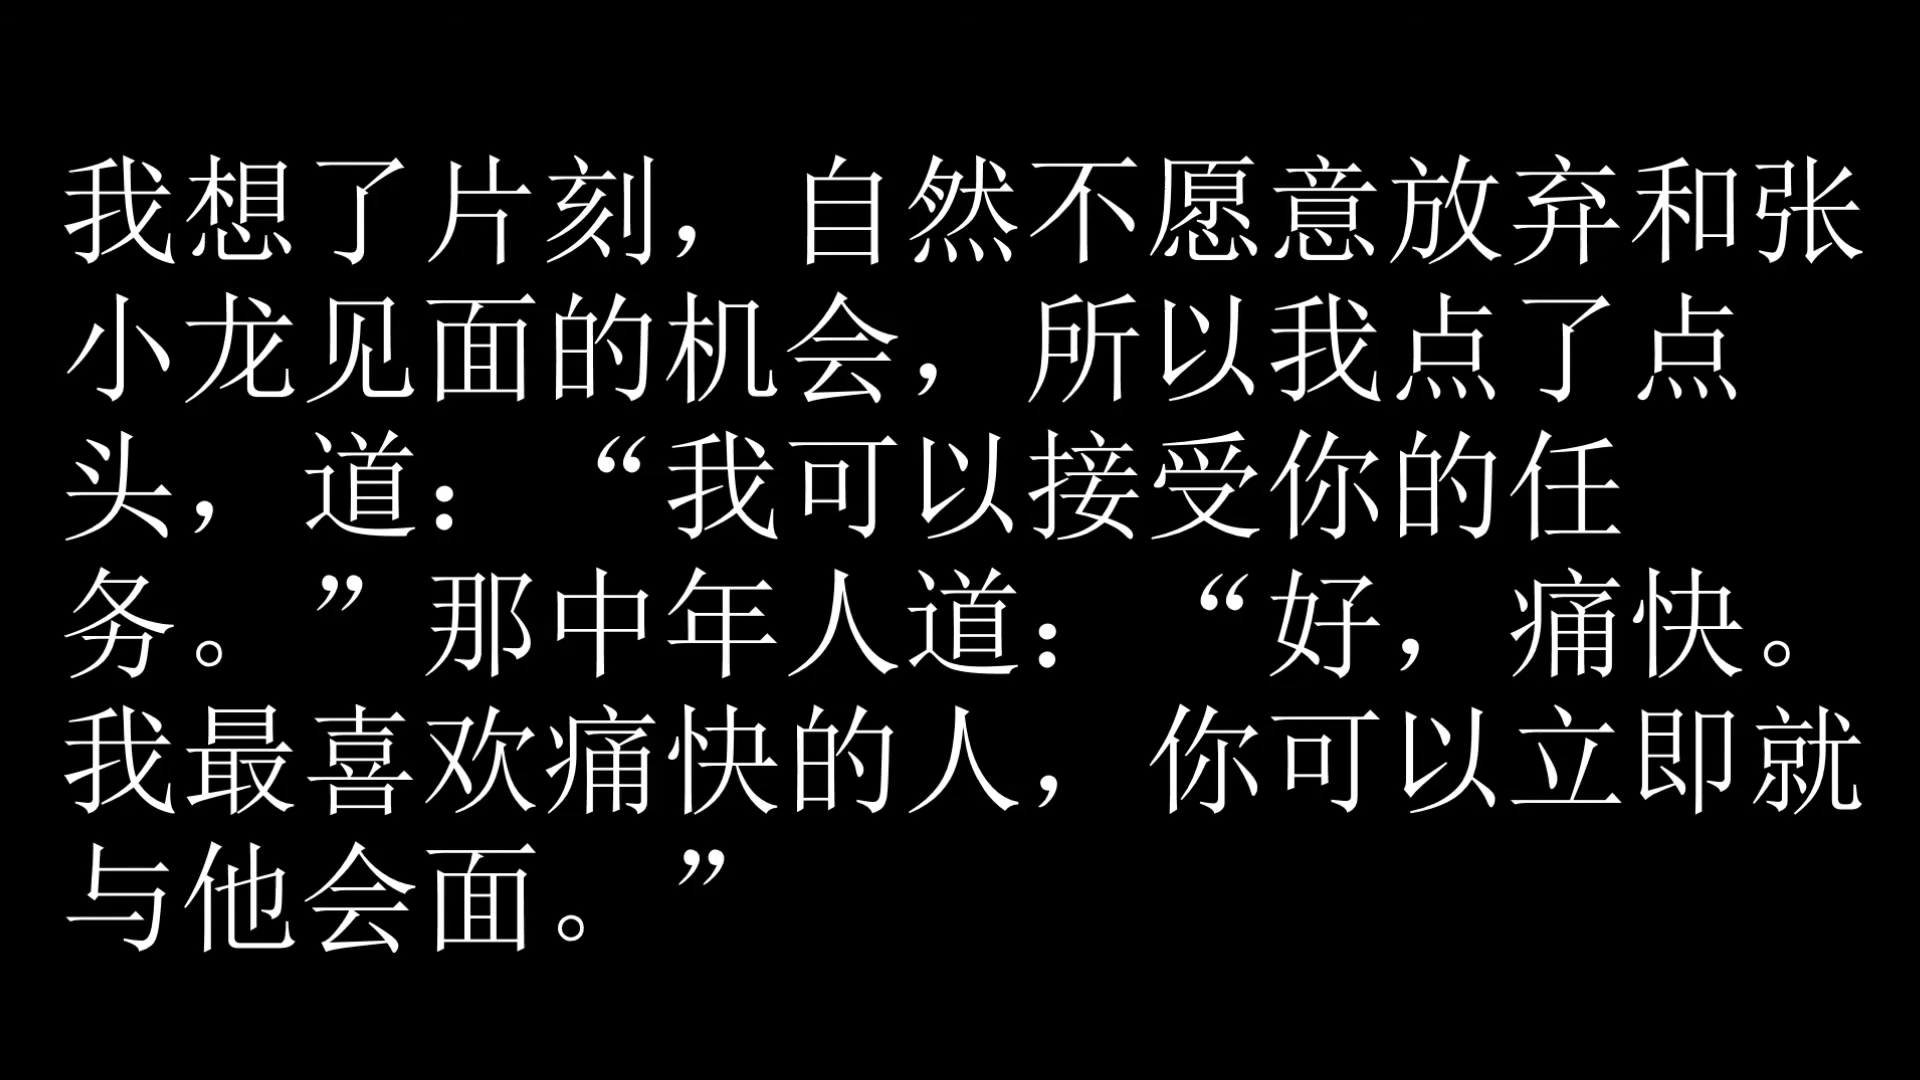 我想了片刻，自然不愿意放弃和张
小龙见面的机会，所以我点了点
头，道：“我可以接受你的任
务。”那中年人道：“好，痛快。
我最喜欢痛快的人，你可以立即就
与他会面。”